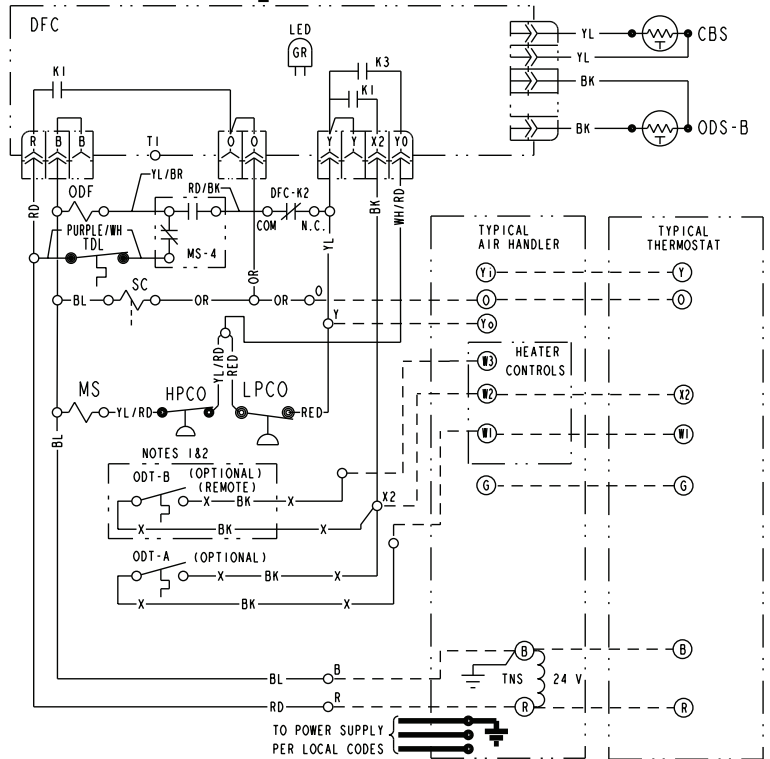 DFC
LED
GR
K1
K3
K1
YL
CBS
YL
BK
BK
ODS-B
R B B
T1
O O
Y Y X2 YO
YL/BR
ODF
RD/BK
DFC-K2
COM
N.C.
RD
PURPLE/WH
TDL
MS-4
YL
BK
WH/RD
OR
SC
BL
OR
OR
O
Y
TYPICAL
AIR HANDLER
TYPICAL
THERMOSTAT
Yi
Y
O
O
Yo
HEATER
CONTROLS
W3
W2
X2
W1
W1
G
G
MS
YL/RD
HPCO
YL/RD
RED
LPCO
RED
BL
NOTES 1&2
ODT-B
(OPTIONAL)
(REMOTE)
X BK X
X2
X BK X
ODT-A
(OPTIONAL)
X BK X
X BK X
BL
B
B
B
TNS
24 V
RD
R
R
R
TO POWER SUPPLY
PER LOCAL CODES